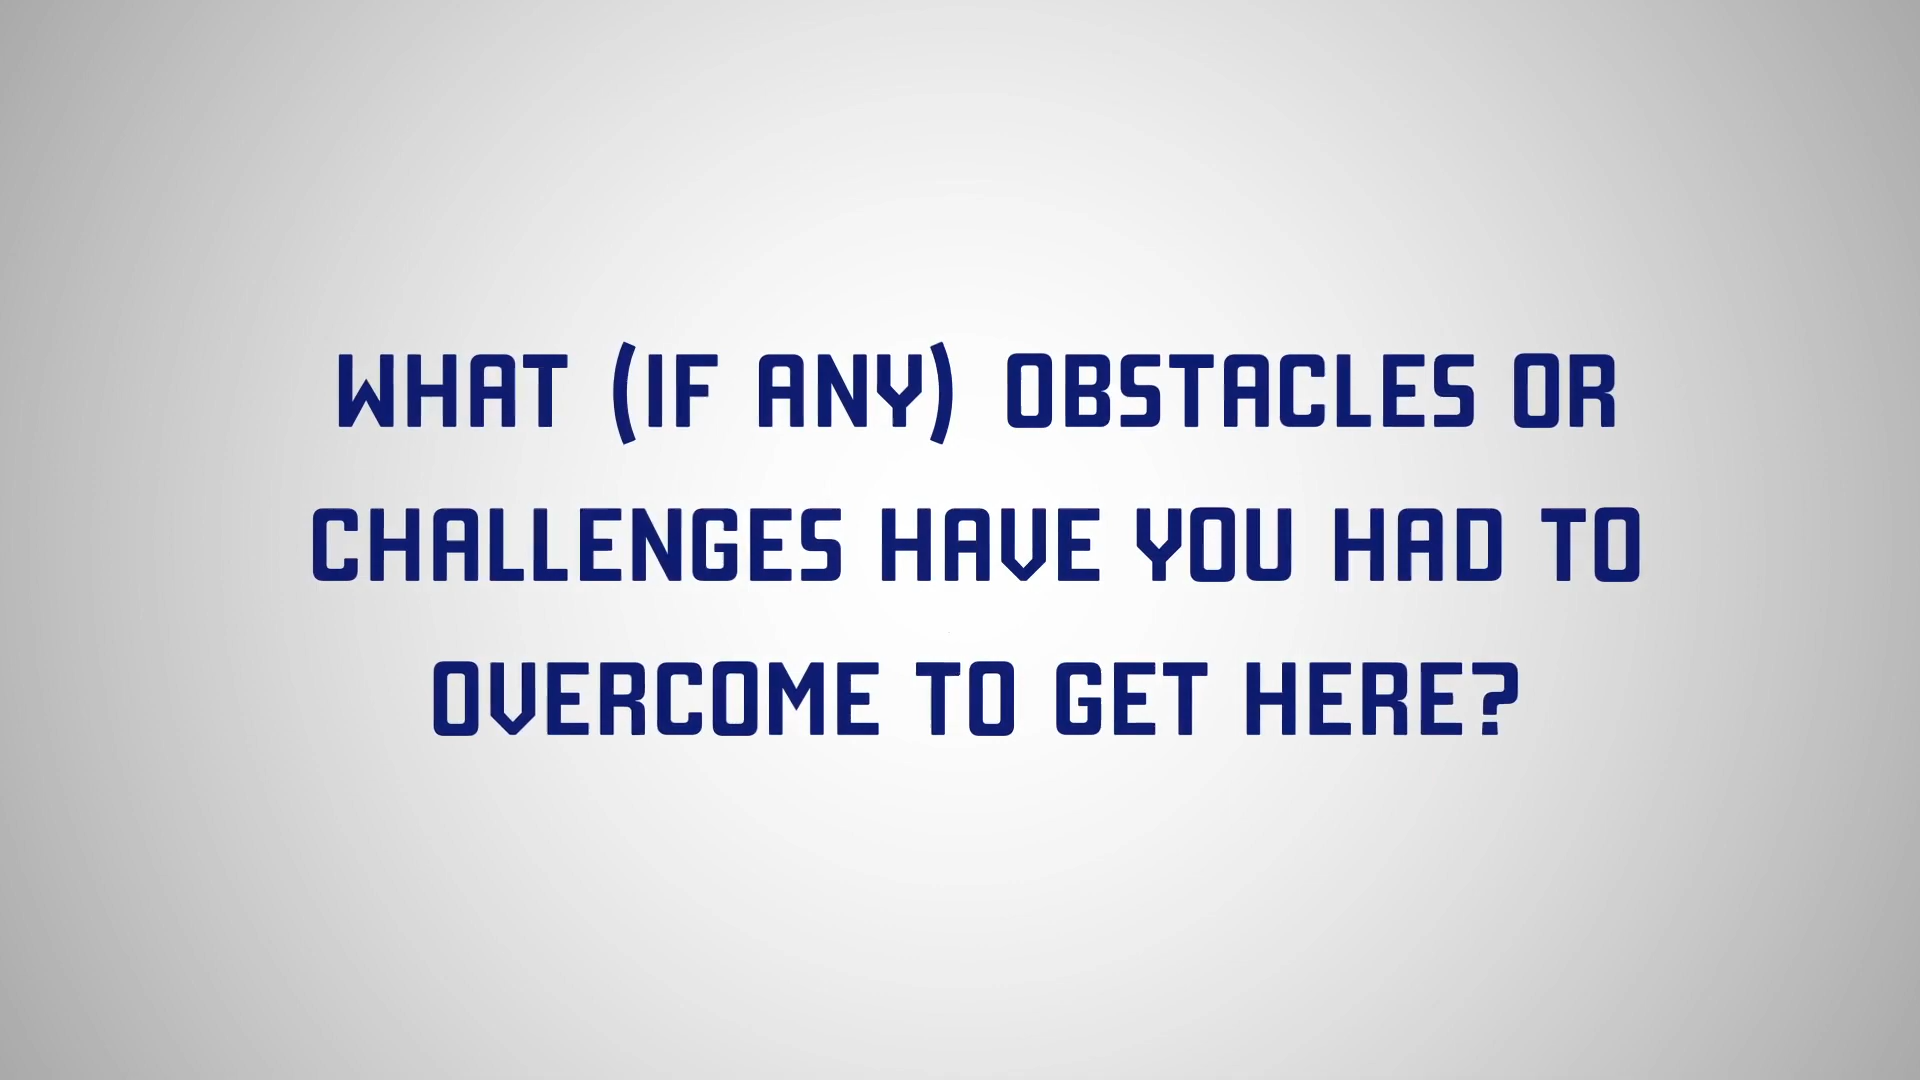 WHAT (IF ANY) OBSTACLES OR
CHALLENGES HAVE YOU HAD TO
OVERCOME TO GET HERE?